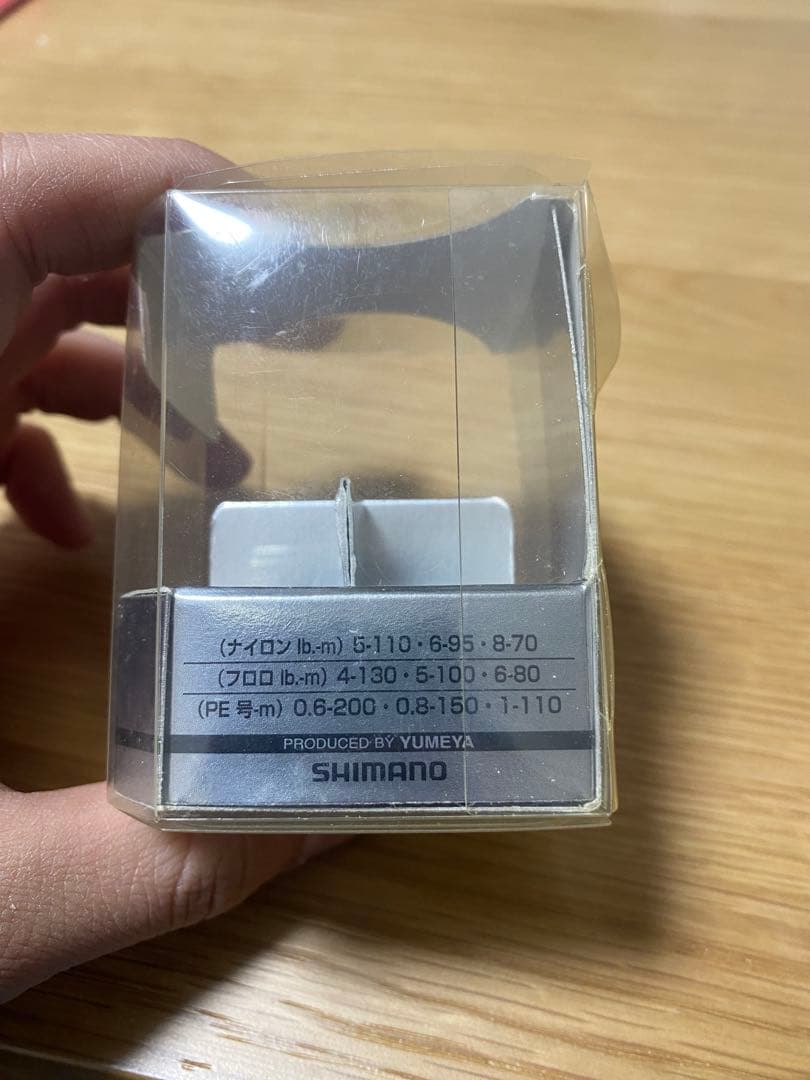 (ナイロン lb.-m) 5-110・6-95・8-70
(フロロ lb.-m) 4-130・5-100・6-80
(PE 号-m) 0.6-200・0.8-150・1-110
PRODUCED BY YUMEYA
SHIMANO